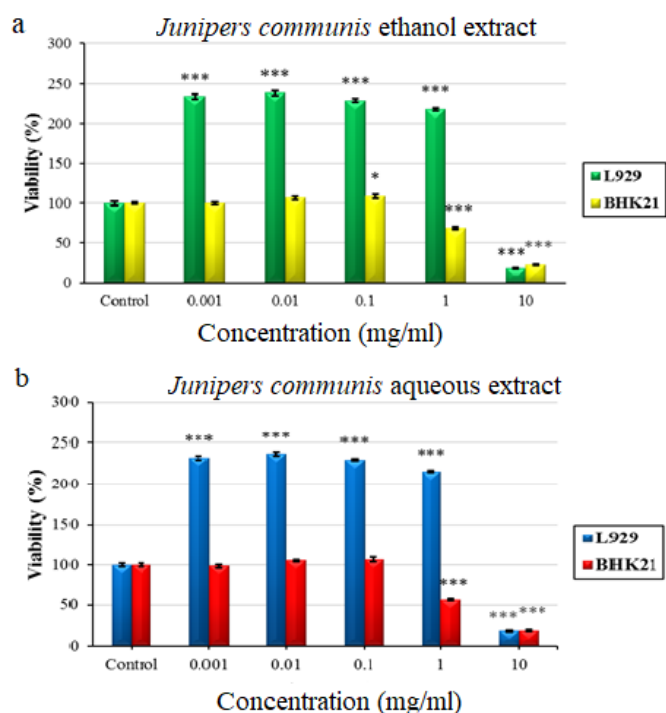 a
Junipers communis ethanol extract
300
250
200
150
100
50
0
Viability (%)
*** *** *** ***
*
***
*** ***
L929
BHK21
Control 0.001 0.01 0.1 1 10
Concentration (mg/ml)
b
Junipers communis aqueous extract
300
250
200
150
100
50
0
Viability (%)
*** *** *** ***
***
*** ***
L929
BHK21
Control 0.001 0.01 0.1 1 10
Concentration (mg/ml)